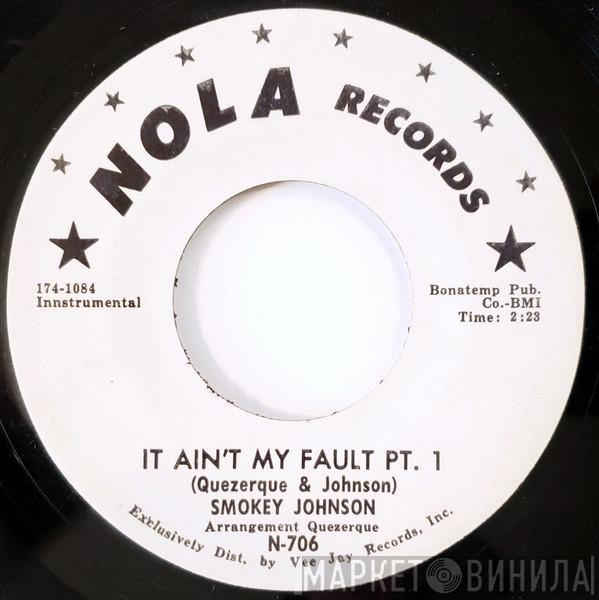 NOLA RECORDS
174-1084
Innstrumental
Bonatemp Pub.
Co.-BMI
Time: 2:23
IT AIN'T MY FAULT PT. 1
(Quezerque & Johnson)
SMOKEY JOHNSON
Arrangement Quezerque
N-706
Exclusively Dist. by Vee Jay Records, Inc.
МАРКЕТ ВИНИЛА